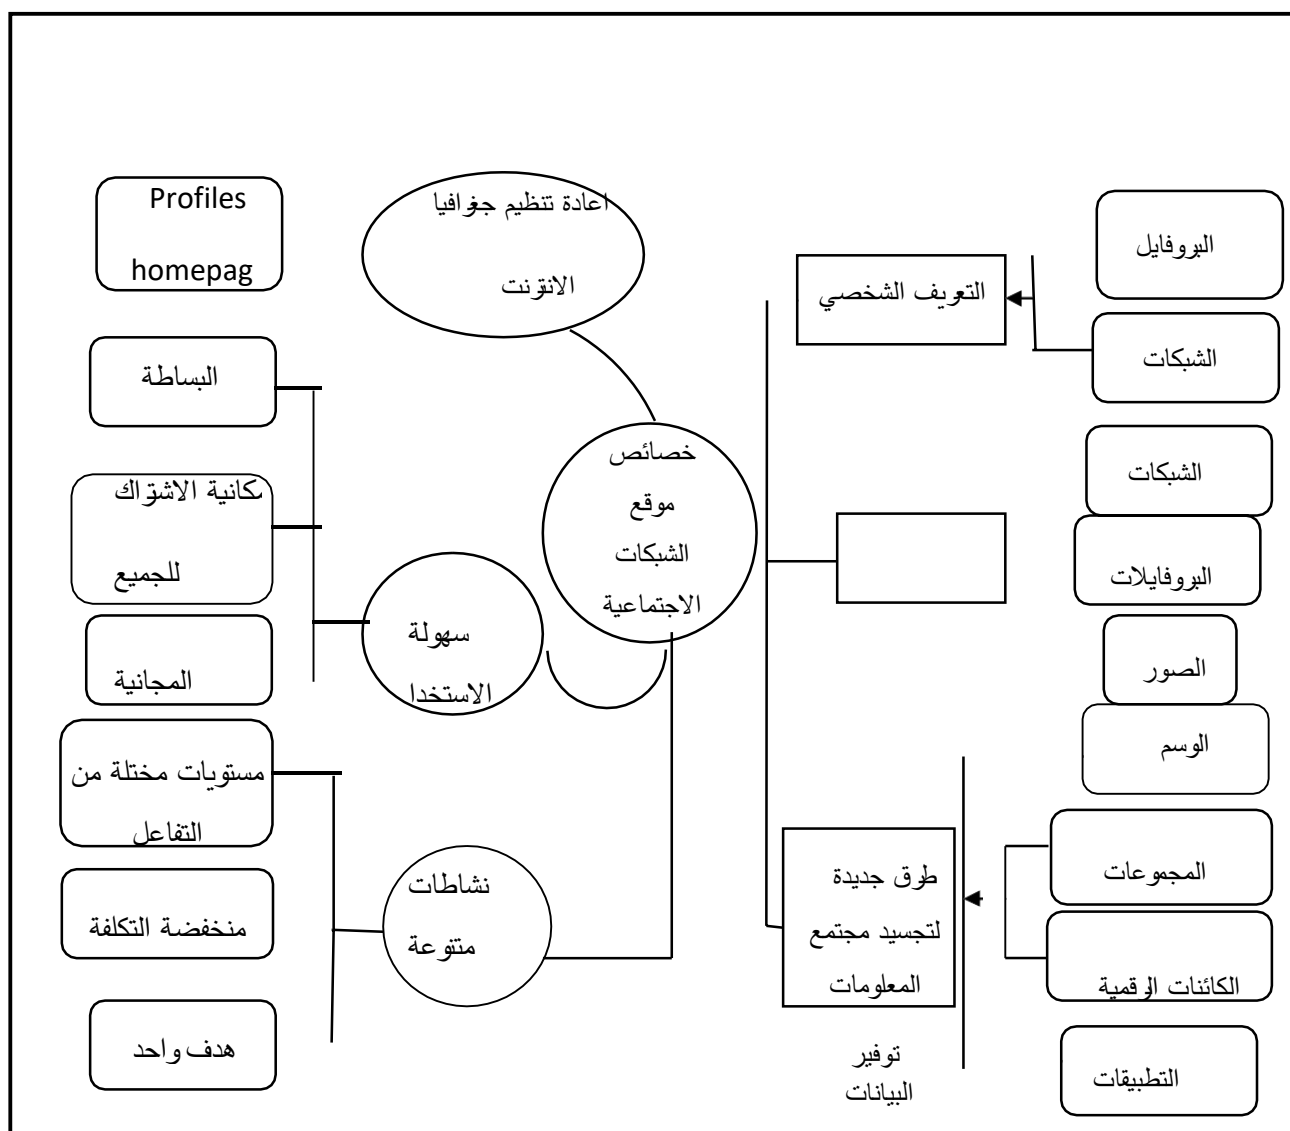 البروفايل
الشبكات
الشبكات
البروفايلات
الصور
الوسم
المجموعات
الكائنات الرقمية
التطبيقات
التعريف الشخصي
طرق جديدة
لتجسيد مجتمع
المعلومات
توفير
البيانات
خصائص
موقع
الشبكات
الاجتماعية
اعادة تنظيم جغرافيا
الانترنت
سهولة
الاستخدا
نشاطات
متنوعة
Profiles
homepag
البساطة
مكانية الاشتراك
للجميع
المجانية
مستويات مختلة من
التفاعل
منخفضة التكلفة
هدف واحد